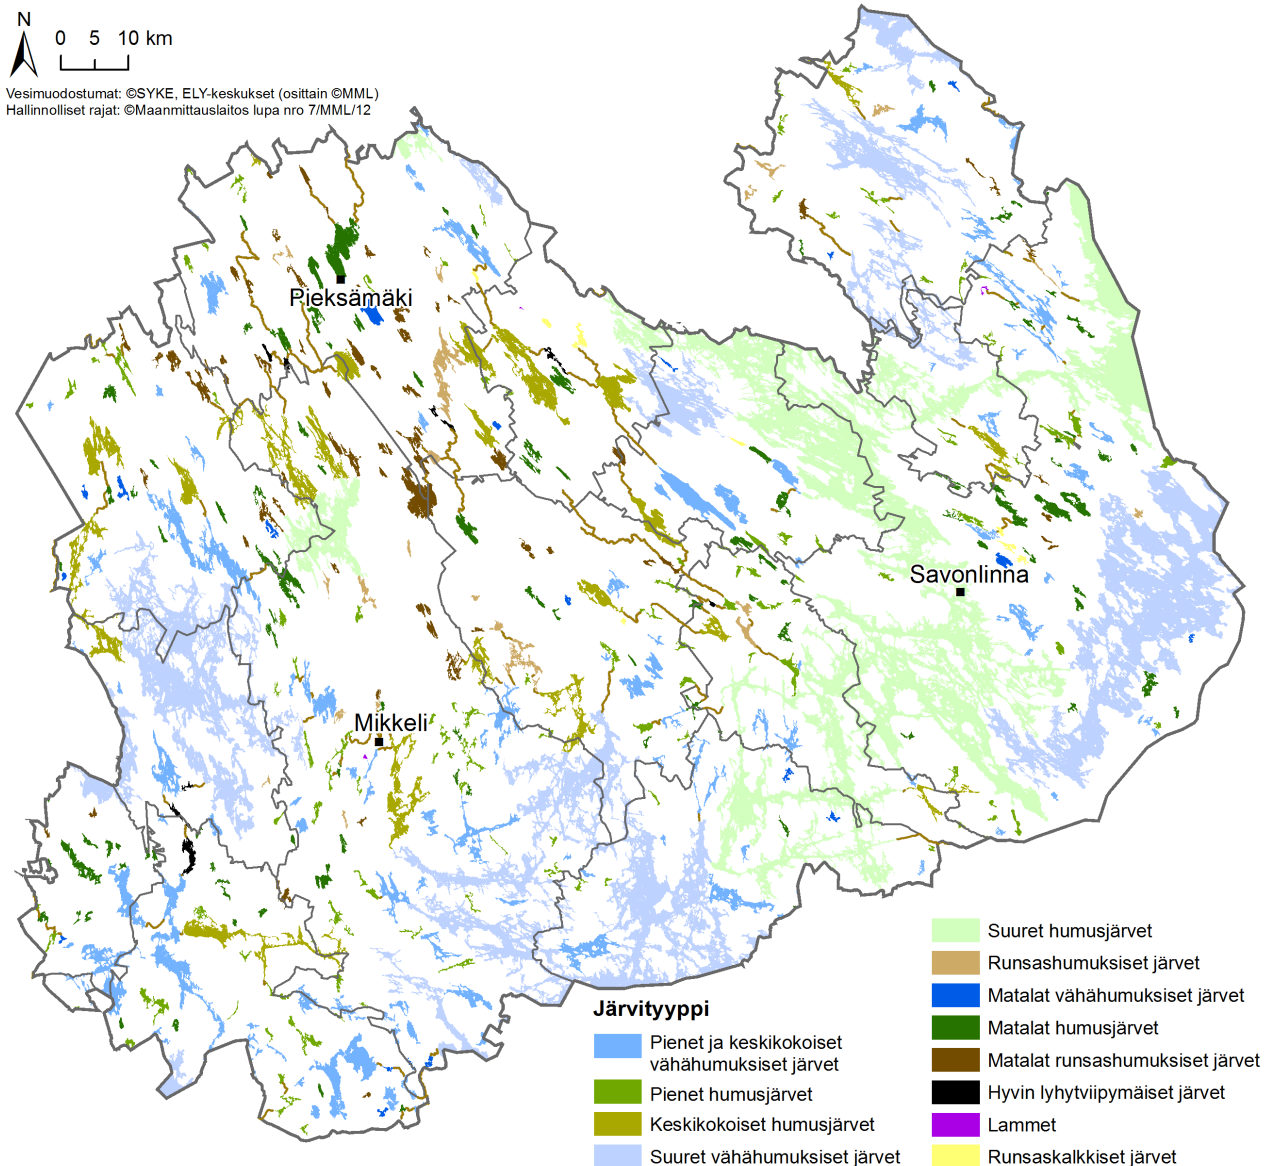 N
0 5 10 km
Vesimuodostumat: ©SYKE, ELY-keskukset (osittain ©MML)
Hallinnolliset rajat: ©Maanmittauslaitos lupa nro 7/MML/12
Pieksämäki
Savonlinna
Mikkeli
Järvityyppi
Pienet ja keskikokoiset
vähähumuksiset järvet
Pienet humusjärvet
Keskikokoiset humusjärvet
Suuret vähähumuksiset järvet
Suuret humusjärvet
Runsashumuksiset järvet
Matalat vähähumuksiset järvet
Matalat humusjärvet
Matalat runsashumuksiset järvet
Hyvin lyhytviipymäiset järvet
Lammet
Runsaskalkkiset järvet